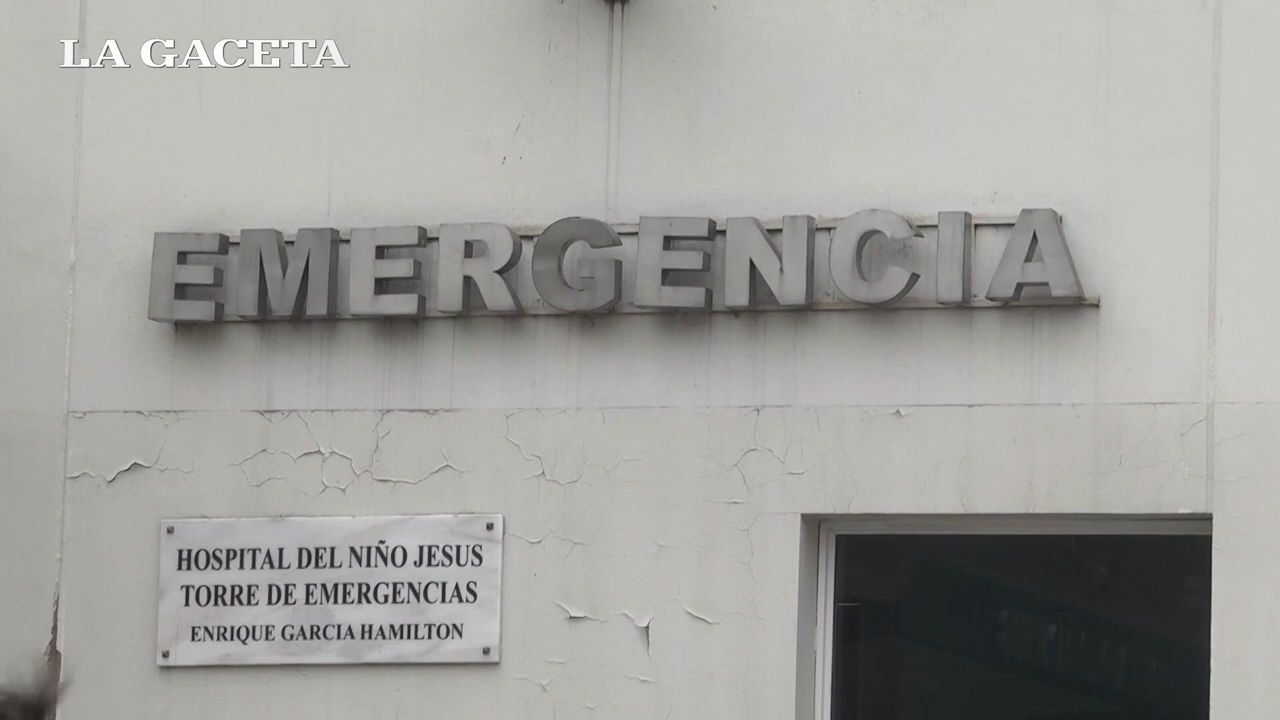 LA GACETA
EMERGENCIA
HOSPITAL DEL NIÑO JESUS
TORRE DE EMERGENCIAS
ENRIQUE GARCIA HAMILTON